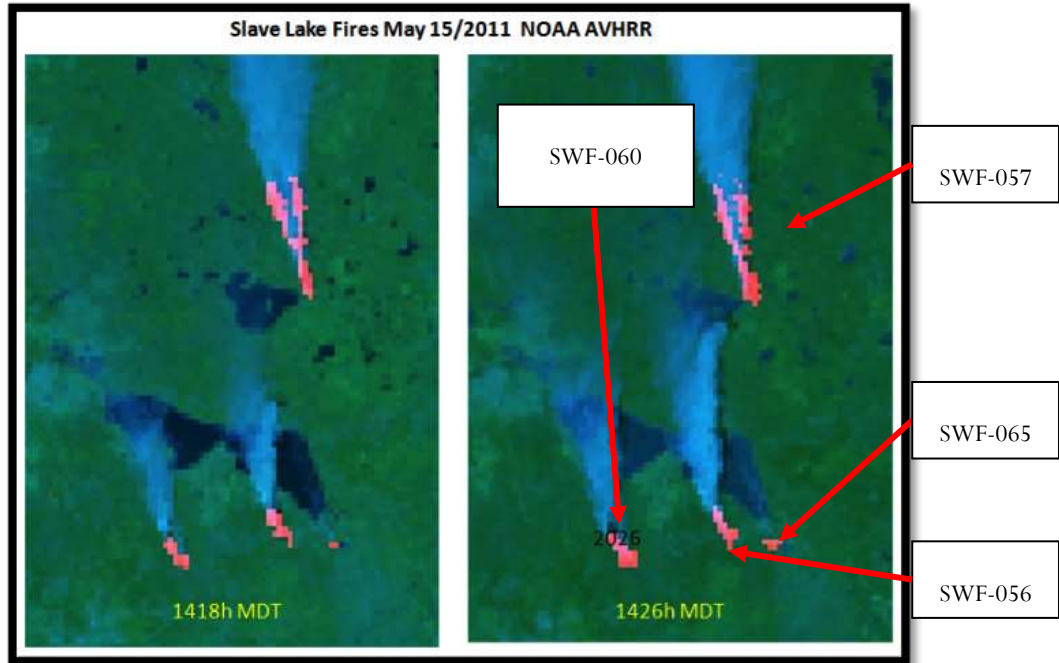 Slave Lake Fires May 15/2011 NOAA AVHRR
SWF-060
SWF-057
SWF-065
2026
SWF-056
1418h MDT
1426h MDT